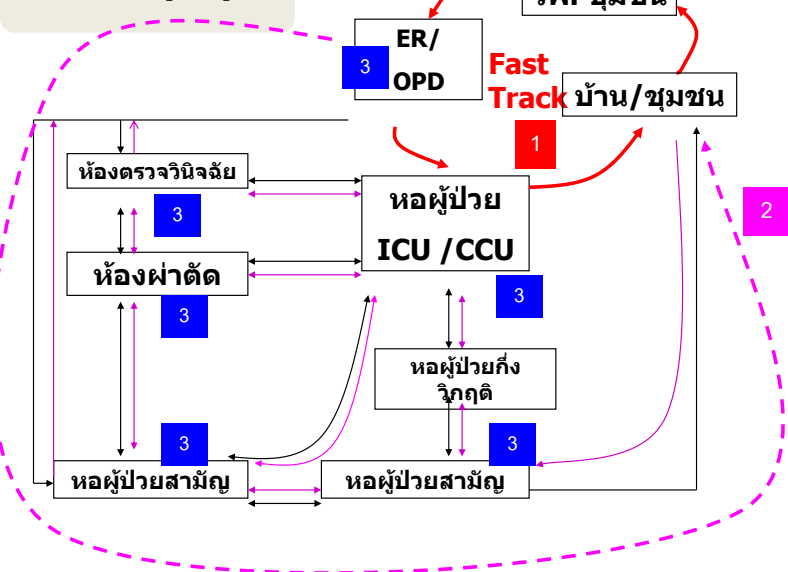 ER/
OPD
3
Fast
Track
บ้าน/ชุมชน
1
ห้องตรวจวินิจฉัย
3
หอผู้ป่วย
ICU /CCU
2
ห้องผ่าตัด
3
3
หอผู้ป่วยกึ่ง
วิกฤติ
3
3
หอผู้ป่วยสามัญ
หอผู้ป่วยสามัญ